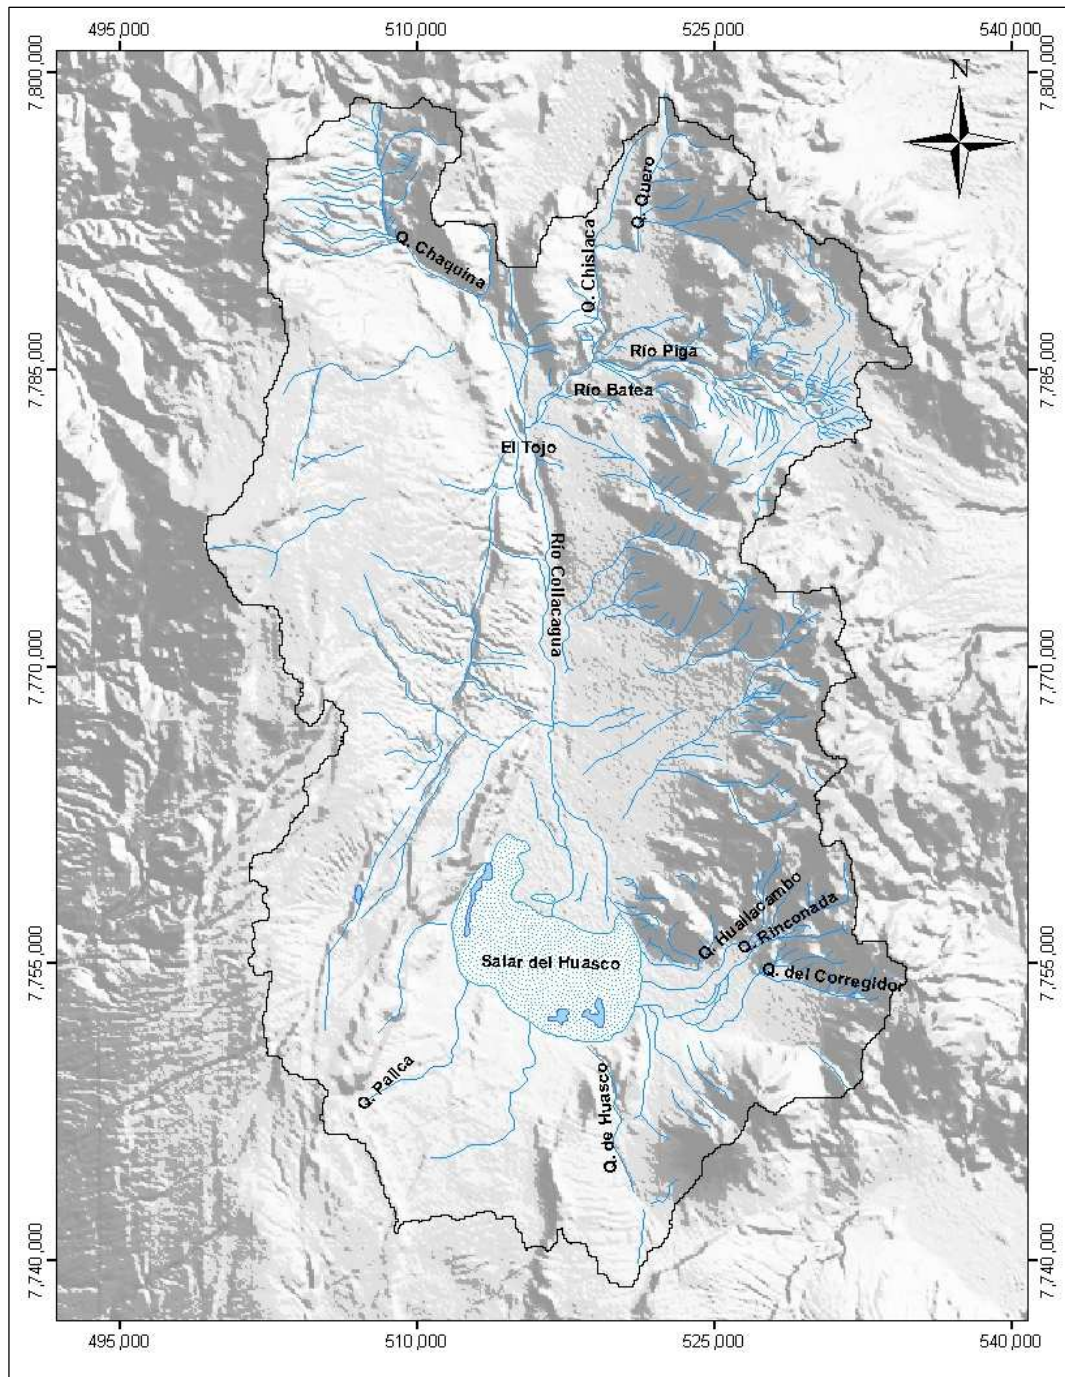 495,000 510,000 525,000 540,000
7,800,000 7,800,000
N
Q. Quero
Q. Chislaca
Q. Chaquina
Río Piga
7,785,000 7,785,000
Río Batea
El Tojo
Río Collacagua
7,770,000 7,770,000
Q. Huallacambo
Q. Rinconada
7,755,000 7,755,000
Salar del Huasco
Q. del Corregidor
Q. Pallca
Q. de Huasco
7,740,000 7,740,000
495,000 510,000 525,000 540,000